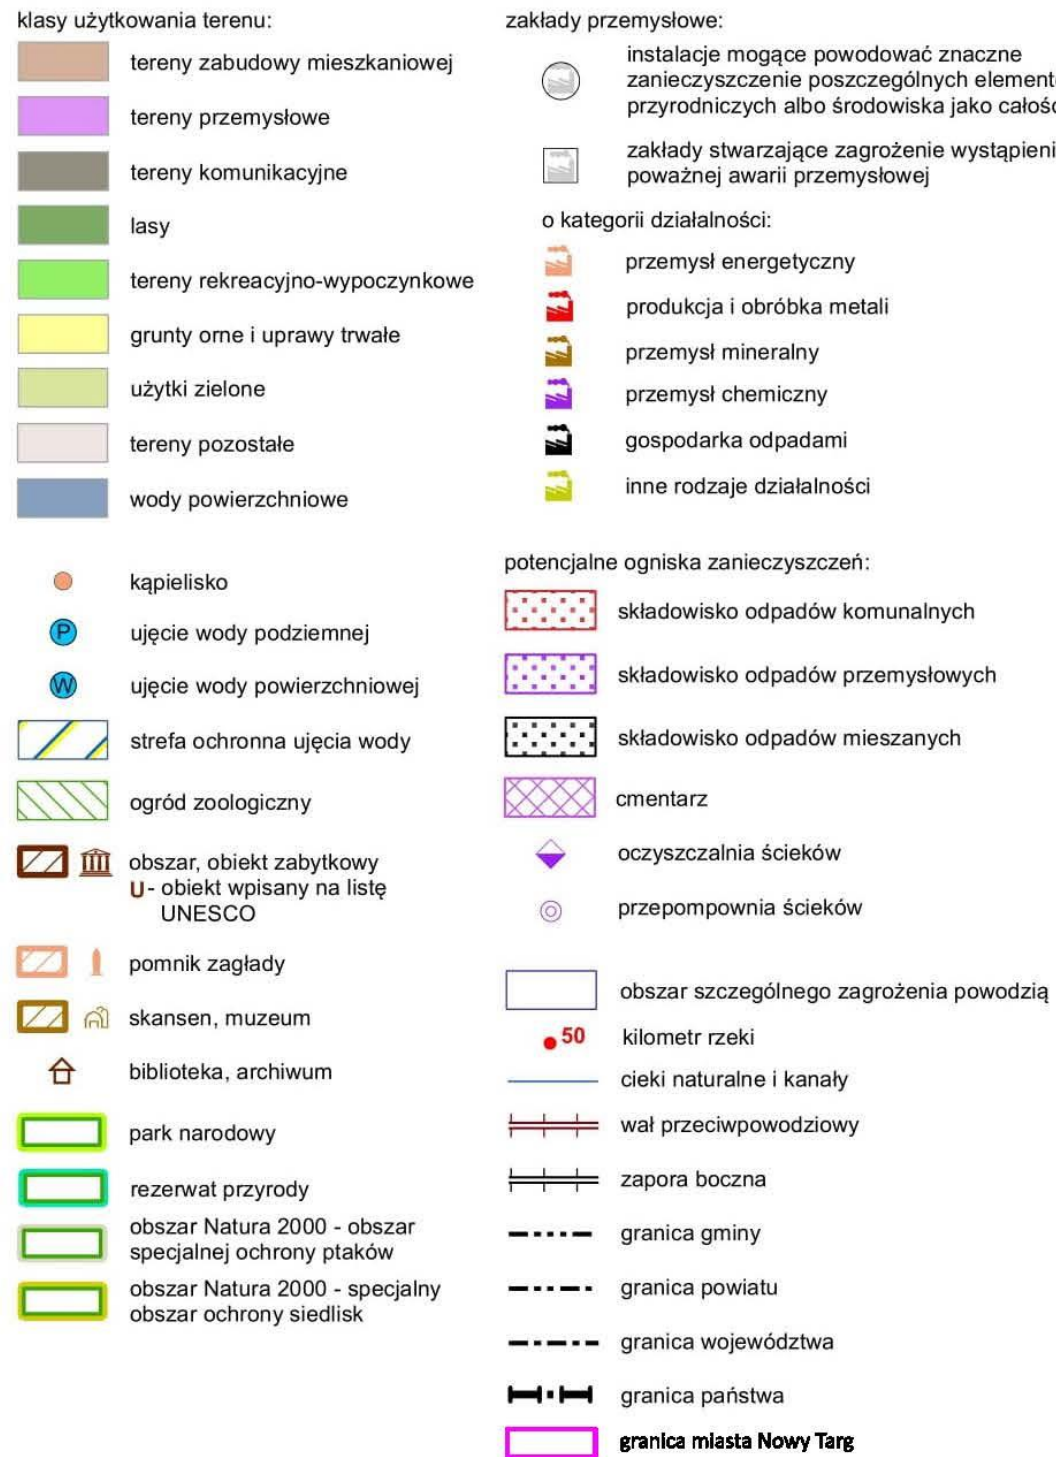 klasy użytkowania terenu:
tereny zabudowy mieszkaniowej
tereny przemysłowe
tereny komunikacyjne
lasy
tereny rekreacyjno-wypoczynkowe
grunty orne i uprawy trwałe
użytki zielone
tereny pozostałe
wody powierzchniowe
kąpielisko
P
ujęcie wody podziemnej
W
ujęcie wody powierzchniowej
strefa ochronna ujęcia wody
ogród zoologiczny
obszar, obiekt zabytkowy
U - obiekt wpisany na listę
UNESCO
pomnik zagłady
skansen, muzeum
biblioteka, archiwum
park narodowy
rezerwat przyrody
obszar Natura 2000 - obszar
specjalnej ochrony ptaków
obszar Natura 2000 - specjalny
obszar ochrony siedlisk
zakłady przemysłowe:
instalacje mogące powodować znaczne
zanieczyszczenie poszczególnych element
przyrodniczych albo środowiska jako całoś
zakłady stwarzające zagrożenie wystąpieni
poważnej awarii przemysłowej
o kategorii działalności:
przemysł energetyczny
produkcja i obróbka metali
przemysł mineralny
przemysł chemiczny
gospodarka odpadami
inne rodzaje działalności
potencjalne ogniska zanieczyszczeń:
składowisko odpadów komunalnych
składowisko odpadów przemysłowych
składowisko odpadów mieszanych
cmentarz
oczyszczalnia ścieków
przepompownia ścieków
obszar szczególnego zagrożenia powodzią
50
kilometr rzeki
cieki naturalne i kanały
wał przeciwpowodziowy
zapora boczna
granica gminy
granica powiatu
granica województwa
granica państwa
granica miasta Nowy Targ